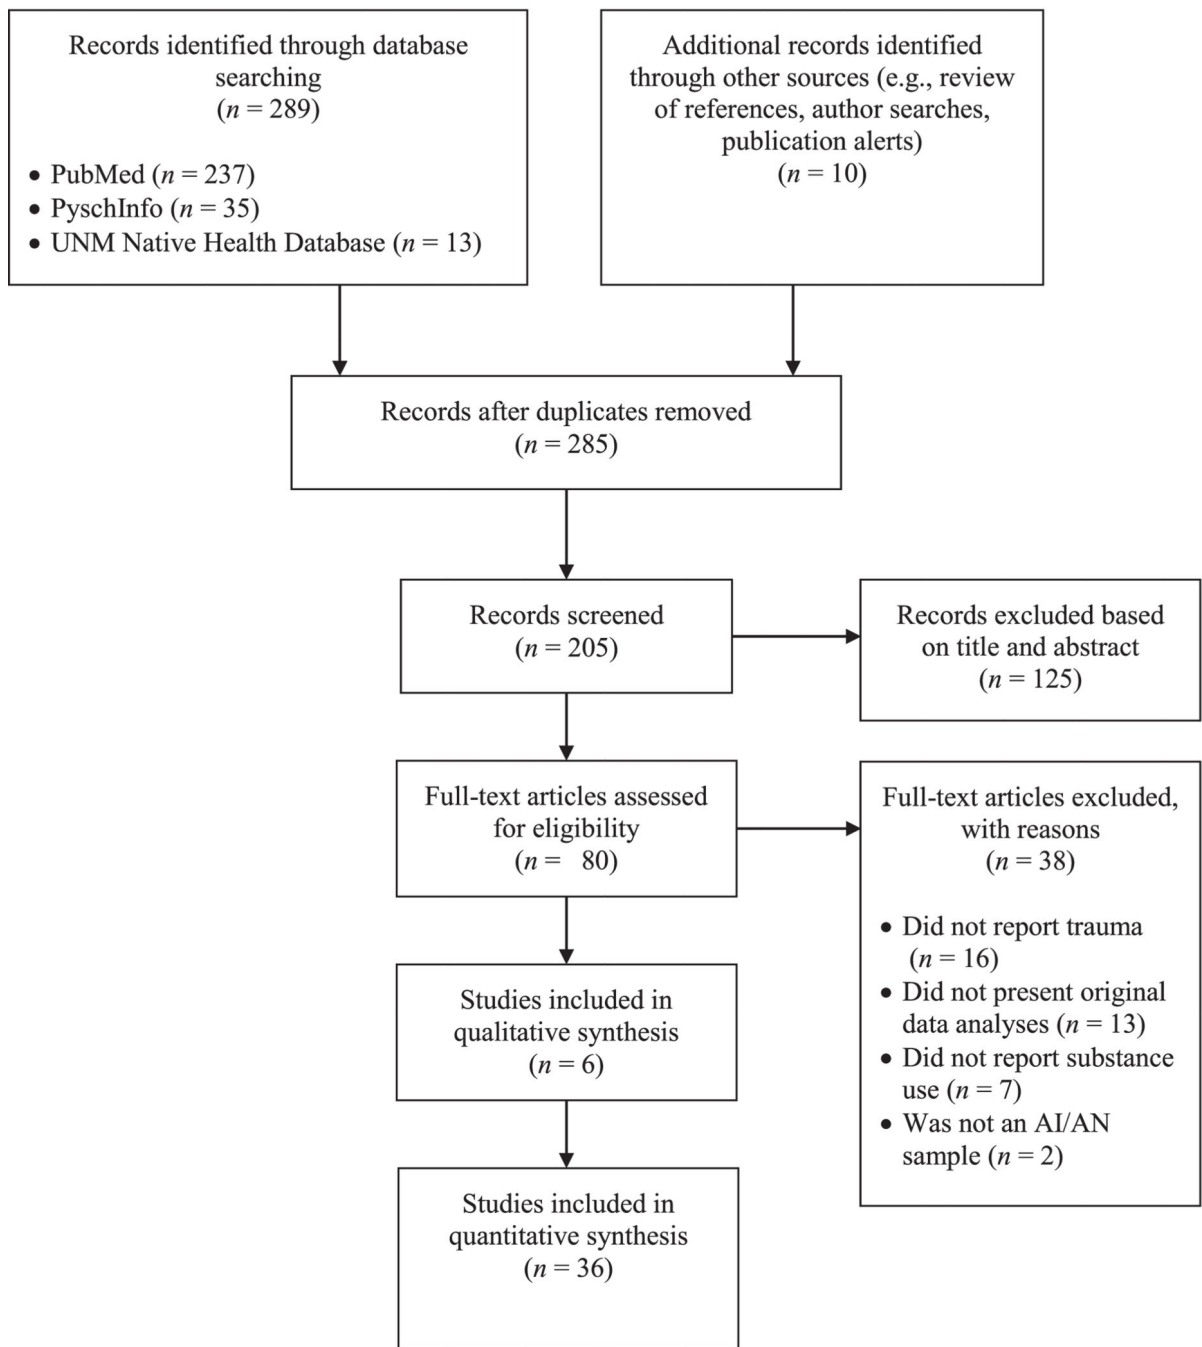 Records identified through database
searching
(n = 289)
• PubMed (n = 237)
• PyschInfo (n = 35)
• UNM Native Health Database (n = 13)
Additional records identified
through other sources (e.g., review
of references, author searches,
publication alerts)
(n = 10)
Records after duplicates removed
(n = 285)
Records screened
(n = 205)
Records excluded based
on title and abstract
(n = 125)
Full-text articles assessed
for eligibility
(n = 80)
Full-text articles excluded,
with reasons
(n = 38)
• Did not report trauma
(n = 16)
• Did not present original
data analyses (n = 13)
• Did not report substance
use (n = 7)
• Was not an AI/AN
sample (n = 2)
Studies included in
qualitative synthesis
(n = 6)
Studies included in
quantitative synthesis
(n = 36)